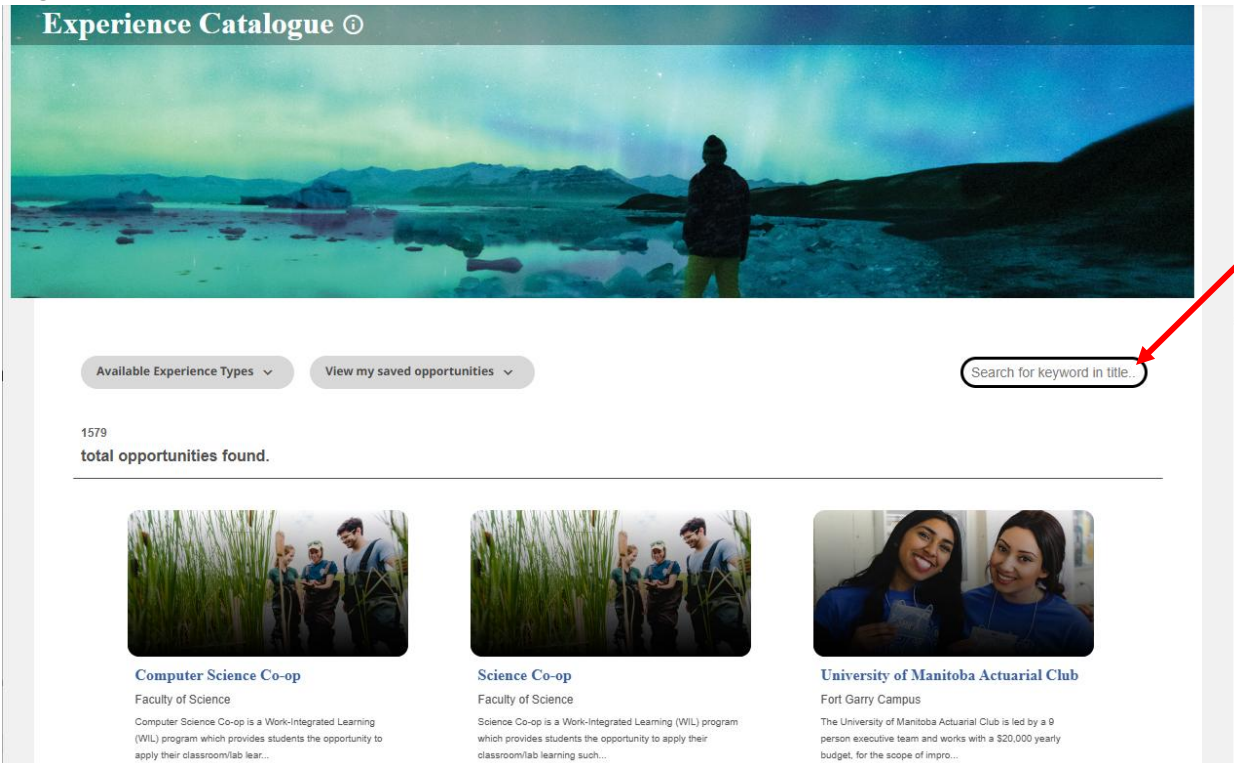 Experience Catalogue
Available Experience Types
View my saved opportunities
Search for keyword in title..
1579
total opportunities found.
Computer Science Co-op
Faculty of Science
Computer Science Co-op is a Work-Integrated Learning
(WIL) program which provides students the opportunity to
apply their classroom/lab lear...
Science Co-op
Faculty of Science
Science Co-op is a Work-Integrated Learning (WIL) program
which provides students the opportunity to apply their
classroom/lab learning such...
University of Manitoba Actuarial Club
Fort Garry Campus
The University of Manitoba Actuarial Club is led by a 9
person executive team and works with a $20,000 yearly
budget, for the scope of impro...